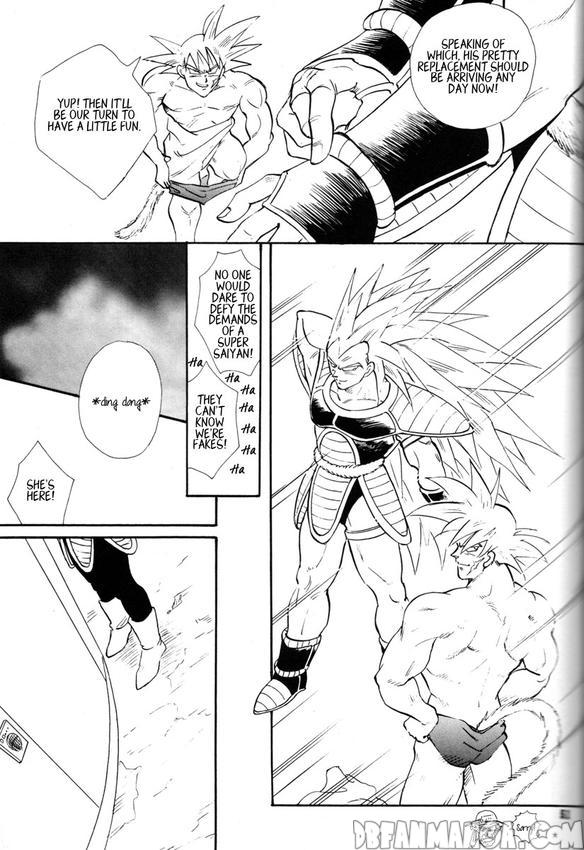 SPEAKING OF
WHICH, HIS PRETTY
REPLACEMENT SHOULD
BE ARRIVING ANY
DAY NOW!
YUP! THEN IT'LL
BE OUR TURN TO
HAVE A LITTLE FUN.
NO ONE
WOULD
DARE TO
DEFY THE
DEMANDS
OF A
SUPER
SAIYAN!
Ha
Ha
Ha
Ha
Ha
Ha
THEY
CAN'T
KNOW
WE'RE
FAKES!
*ding dong*
SHE'S
HERE!
Sorry
DBFANMANJOR.COM